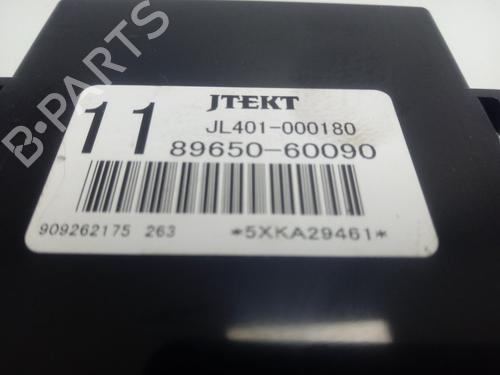 B-PARTS
JTEKT
11
JL401-000180
89650-60090
909262175 263 *5XKA29461*